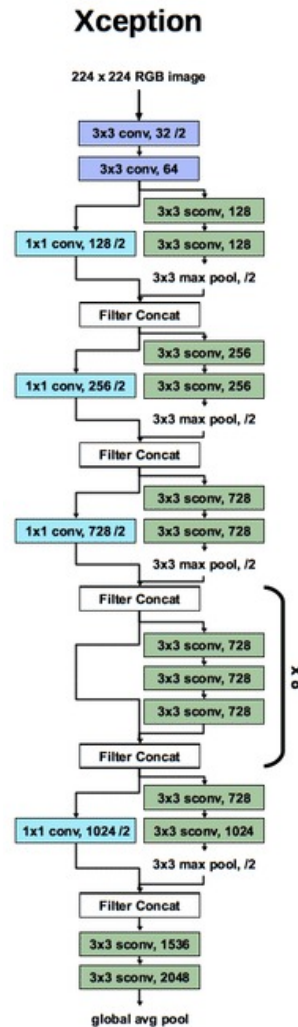 Xception
224 x 224 RGB image
3x3 conv, 32 /2
3x3 conv, 64
3x3 sconv, 128
1x1 conv, 128 /2
3x3 sconv, 128
3x3 max pool, /2
Filter Concat
3x3 sconv, 256
1x1 conv, 256 /2
3x3 sconv, 256
3x3 max pool, /2
Filter Concat
3x3 sconv, 728
1x1 conv, 728 /2
3x3 sconv, 728
3x3 max pool, /2
Filter Concat
3x3 sconv, 728
3x3 sconv, 728
3x3 sconv, 728
x 8
Filter Concat
3x3 sconv, 728
1x1 conv, 1024 /2
3x3 sconv, 1024
3x3 max pool, /2
Filter Concat
3x3 sconv, 1536
3x3 sconv, 2048
global avg pool